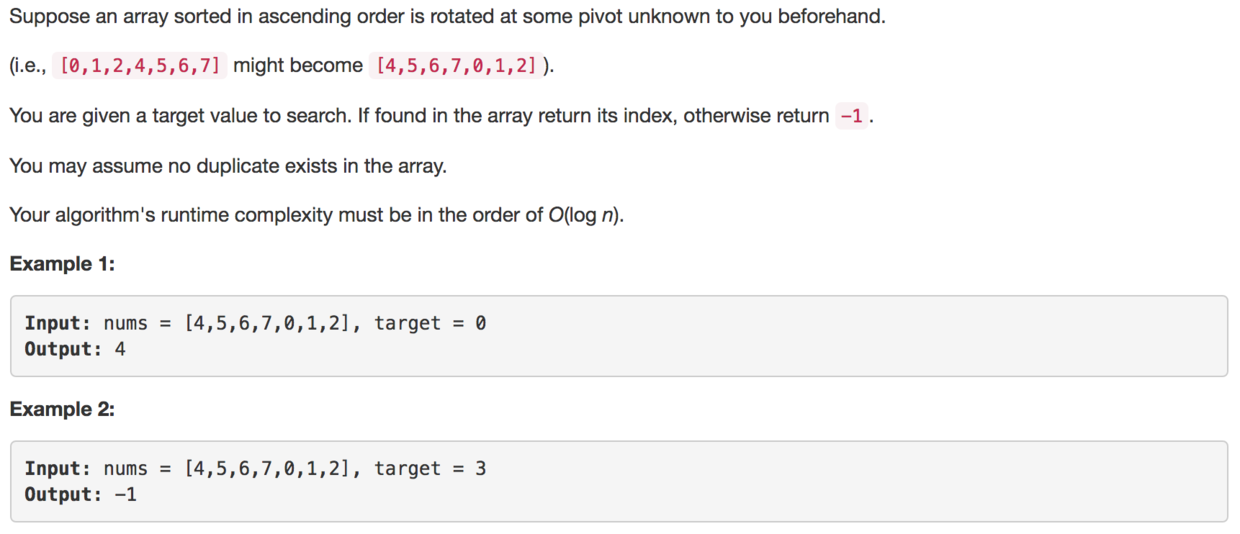 Suppose an array sorted in ascending order is rotated at some pivot unknown to you beforehand.
(i.e., [0,1,2,4,5,6,7] might become [4,5,6,7,0,1,2] ).
You are given a target value to search. If found in the array return its index, otherwise return -1 .
You may assume no duplicate exists in the array.
Your algorithm's runtime complexity must be in the order of O(log n).
Example 1:
Input: nums = [4,5,6,7,0,1,2], target = 0
Output: 4
Example 2:
Input: nums = [4,5,6,7,0,1,2], target = 3
Output: -1